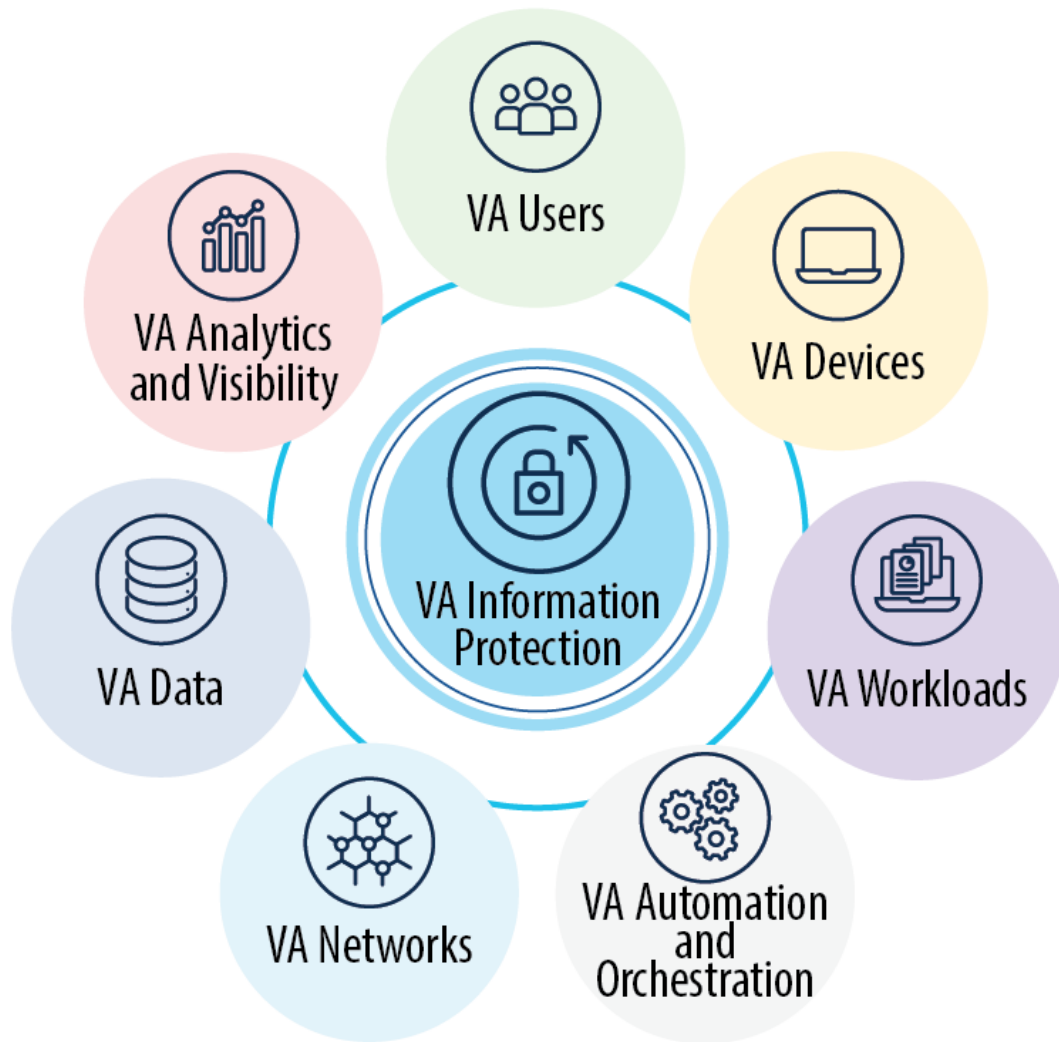 VA Users
VA Devices
VA Workloads
VA Automation
and
Orchestration
VA Networks
VA Data
VA Analytics
and Visibility
VA Information
Protection